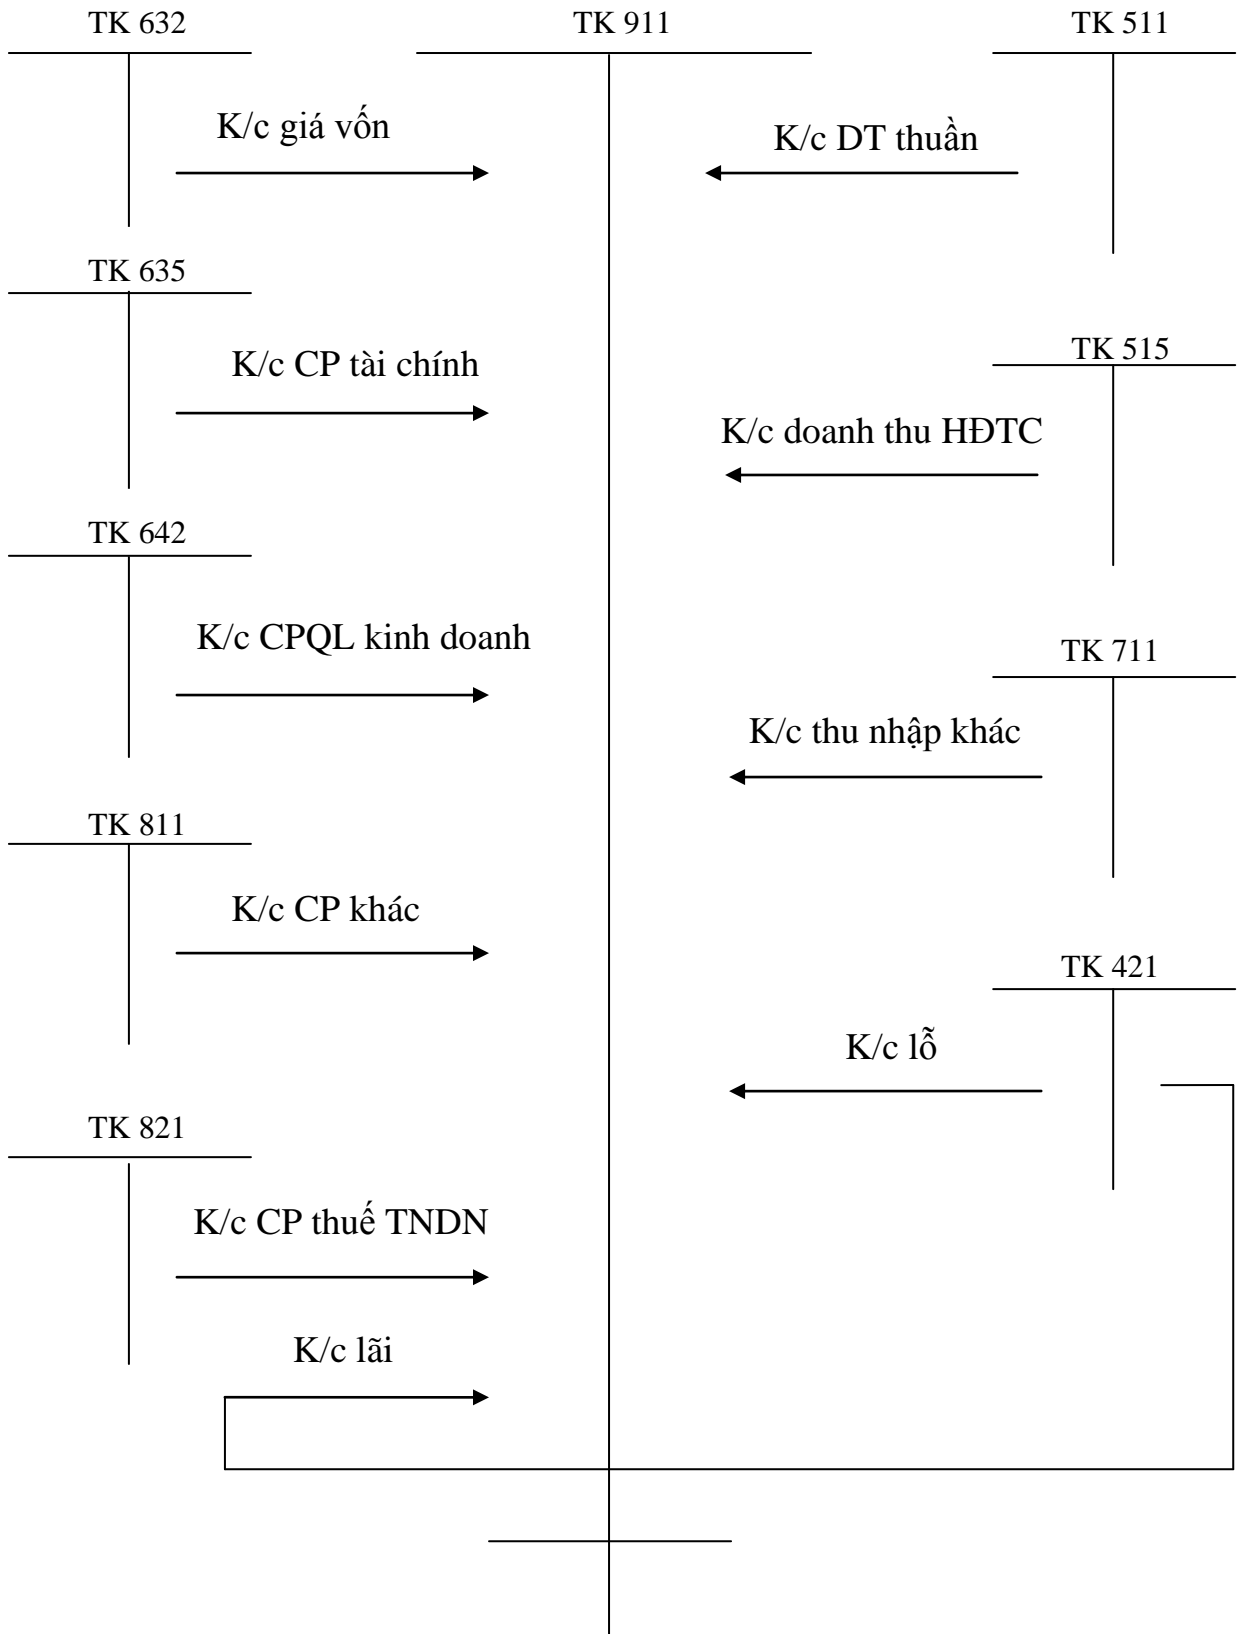 TK 632
TK 911
TK 511
K/c giá vốn
K/c DT thuần
TK 635
TK 515
K/c CP tài chính
K/c doanh thu HĐTC
TK 642
K/c CPQL kinh doanh
TK 711
K/c thu nhập khác
TK 811
K/c CP khác
TK 421
K/c lỗ
TK 821
K/c CP thuế TNDN
K/c lãi